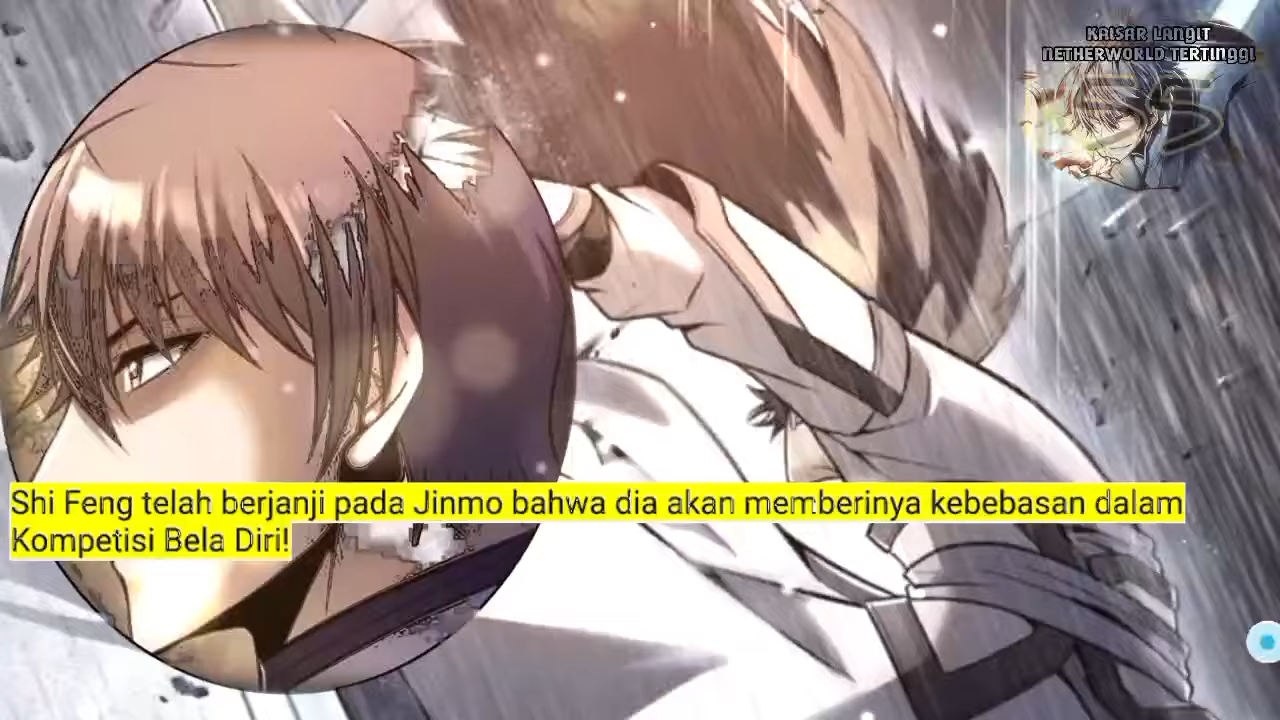 KAISAR LANGIT
NETHERWORLD TERTINGGI
Shi Feng telah berjanji pada Jinmo bahwa dia akan memberinya kebebasan dalam
Kompetisi Bela Diri!